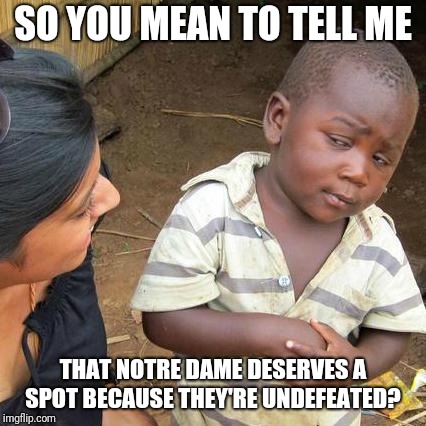 SO YOU MEAN TO TELL ME
THAT NOTRE DAME DESERVES A
SPOT BECAUSE THEY'RE UNDEFEATED?
imgflip.com